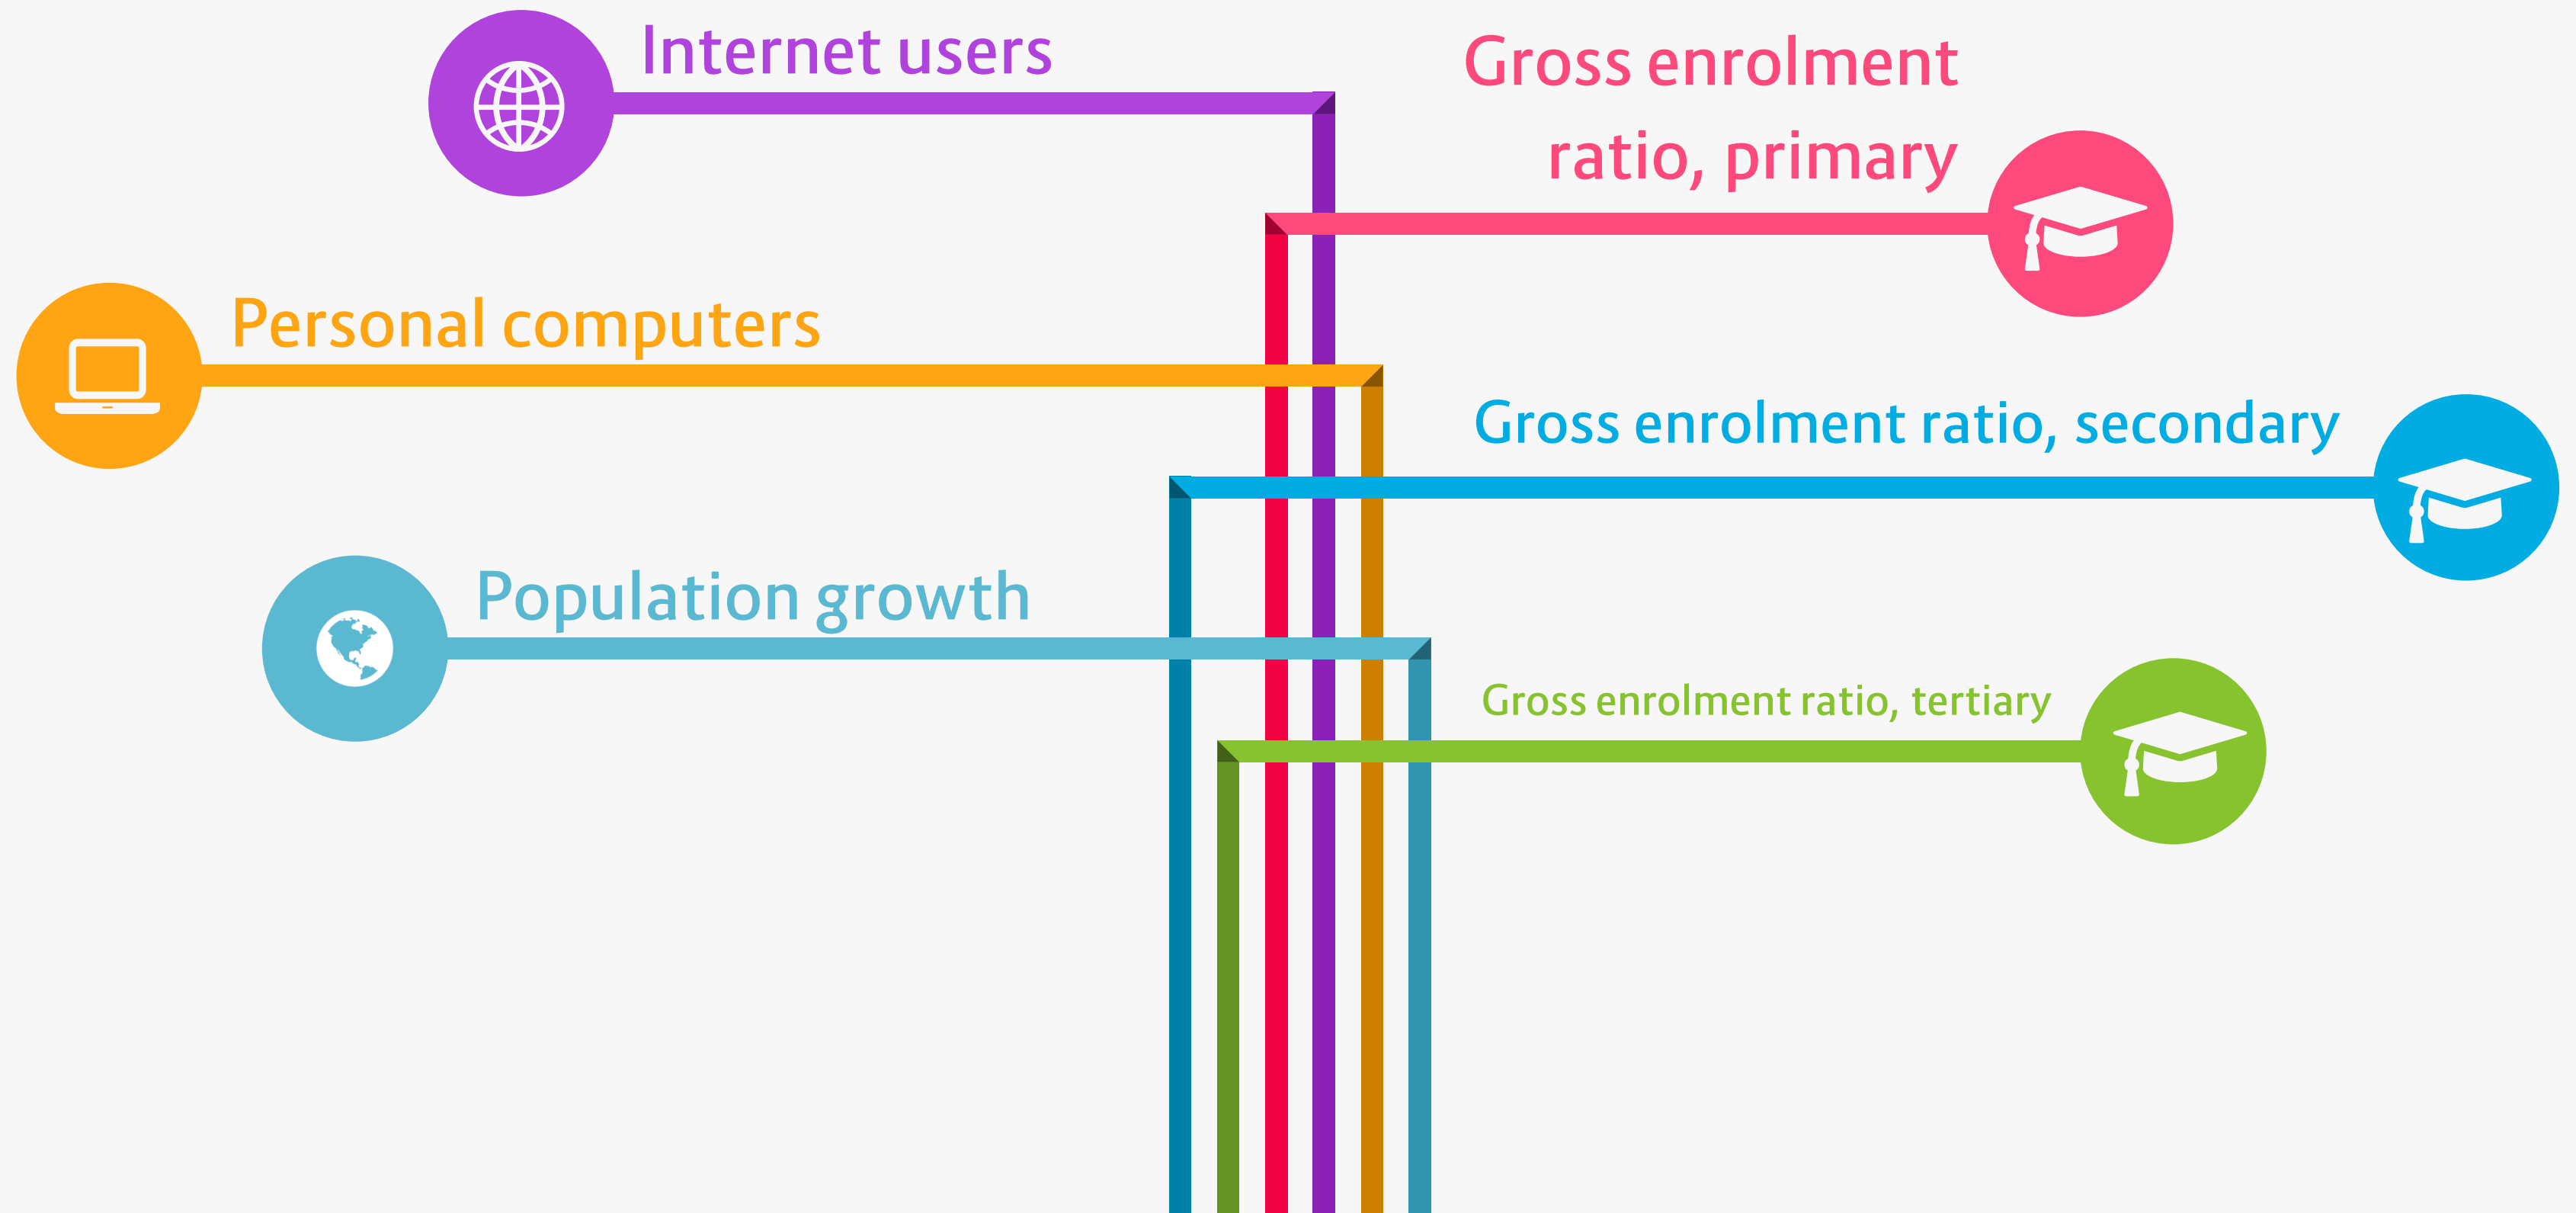 Internet users
Gross enrolment
ratio, primary
Personal computers
Gross enrolment ratio, secondary
Population growth
Gross enrolment ratio, tertiary